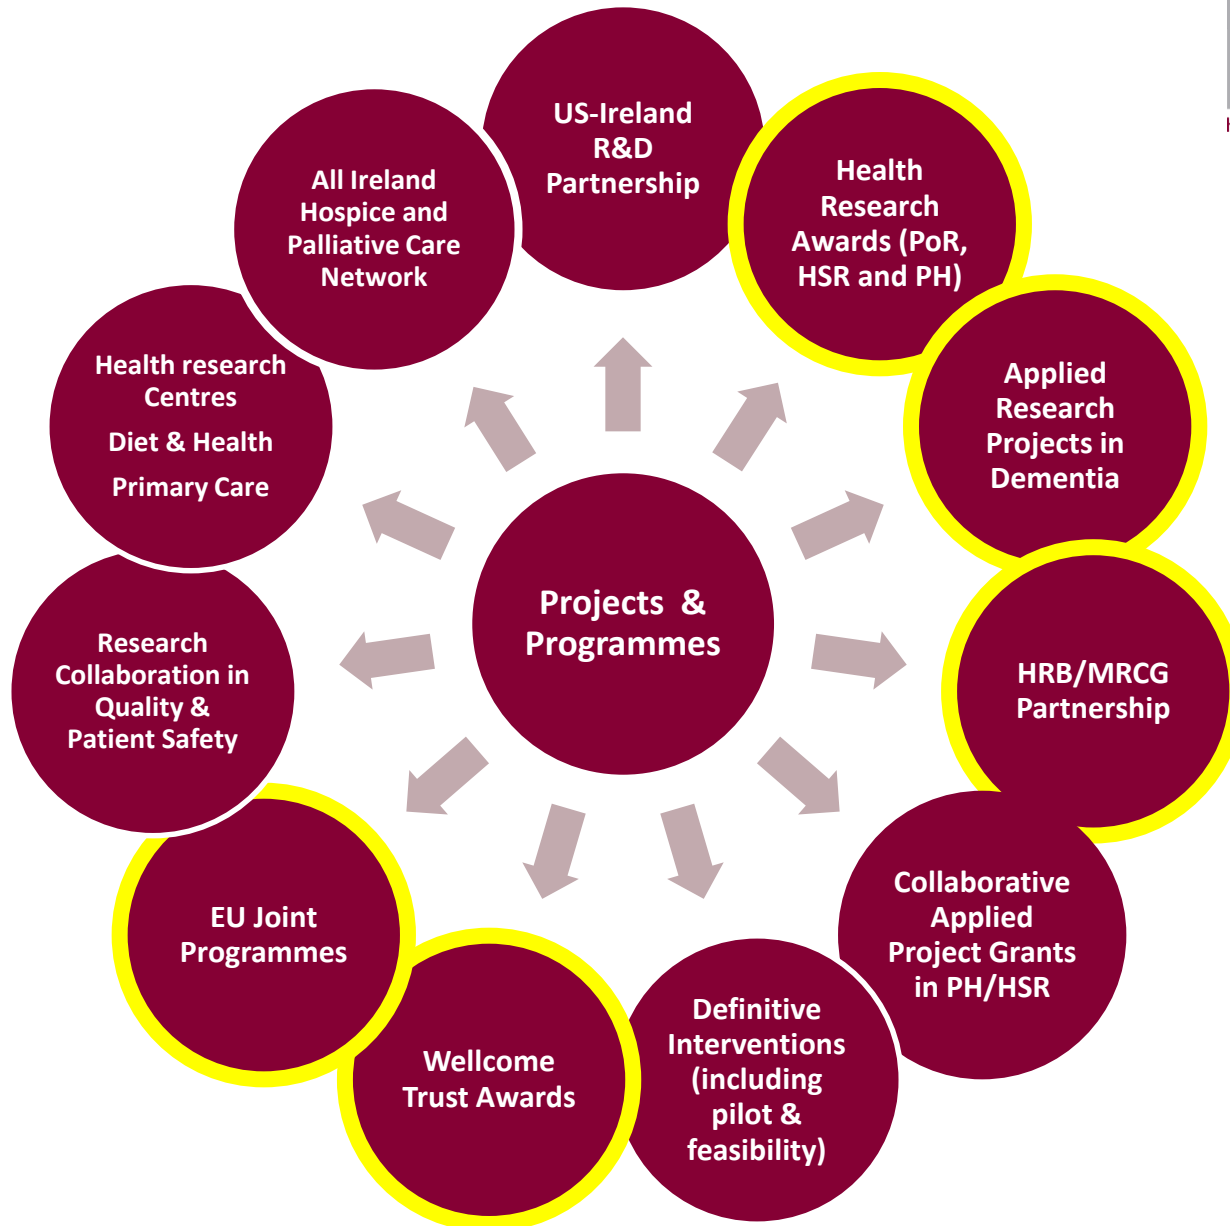 US-Ireland
R&D
Partnership
Health
Research
Awards (PoR,
HSR and PH)
Applied
Research
Projects in
Dementia
HRB/MRCG
Partnership
Collaborative
Applied
Project Grants
in PH/HSR
Definitive
Interventions
(including
pilot &
feasibility)
Wellcome
Trust Awards
EU Joint
Programmes
Research
Collaboration in
Quality &
Patient Safety
Health research
Centres
Diet & Health
Primary Care
All Ireland
Hospice and
Palliative Care
Network
Projects &
Programmes